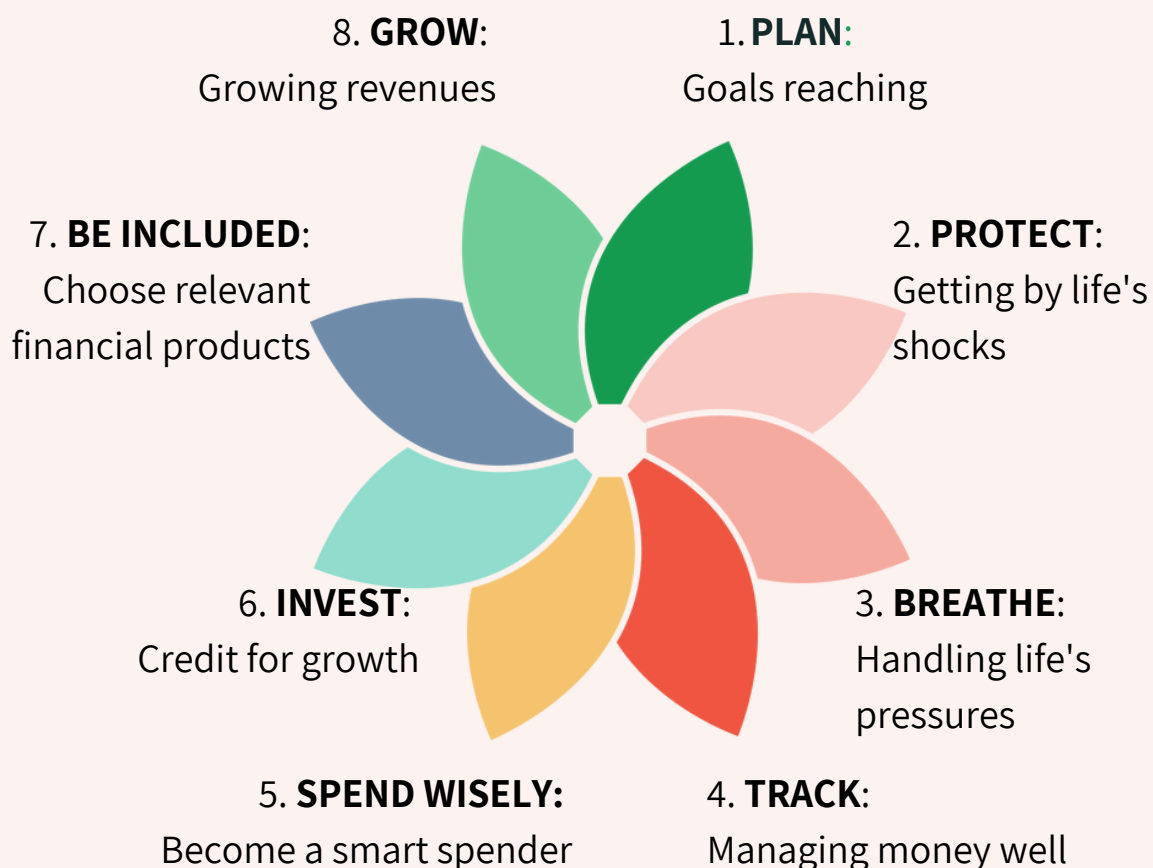 8. GROW:
Growing revenues
1. PLAN:
Goals reaching
7. BE INCLUDED:
Choose relevant
financial products
2. PROTECT:
Getting by life's
shocks
6. INVEST:
Credit for growth
3. BREATHE:
Handling life's
pressures
5. SPEND WISELY:
Become a smart spender
4. TRACK:
Managing money well